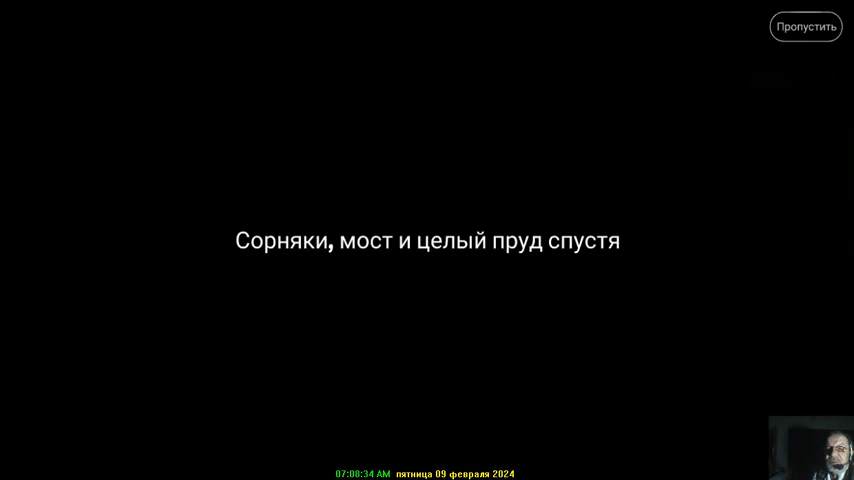 Пропустить
Сорняки, мост и целый пруд спустя
07:08:34 AM пятница 09 февраля 2024